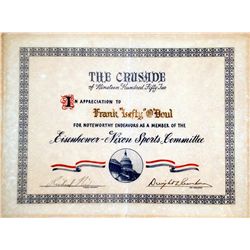 THE CRUSADE
of Nineteen Hundred Fifty Two
IN APPRECIATION TO
Frank "Lefty" O'Doul
FOR NOTEWORTHY ENDEAVORS AS A MEMBER OF THE
Eisenhower-Nixon Sports Committee